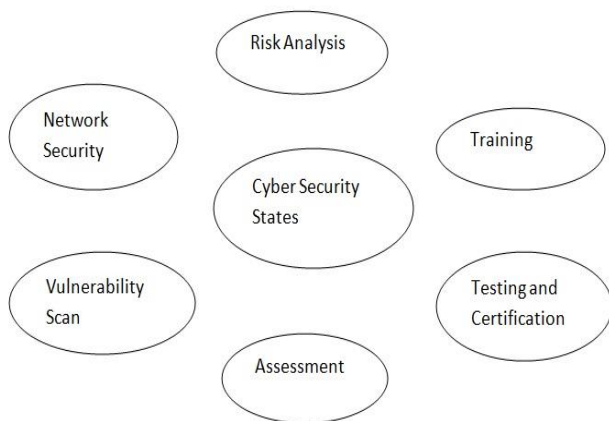 Risk Analysis
Network
Security
Training
Cyber Security
States
Vulnerability
Scan
Testing and
Certification
Assessment